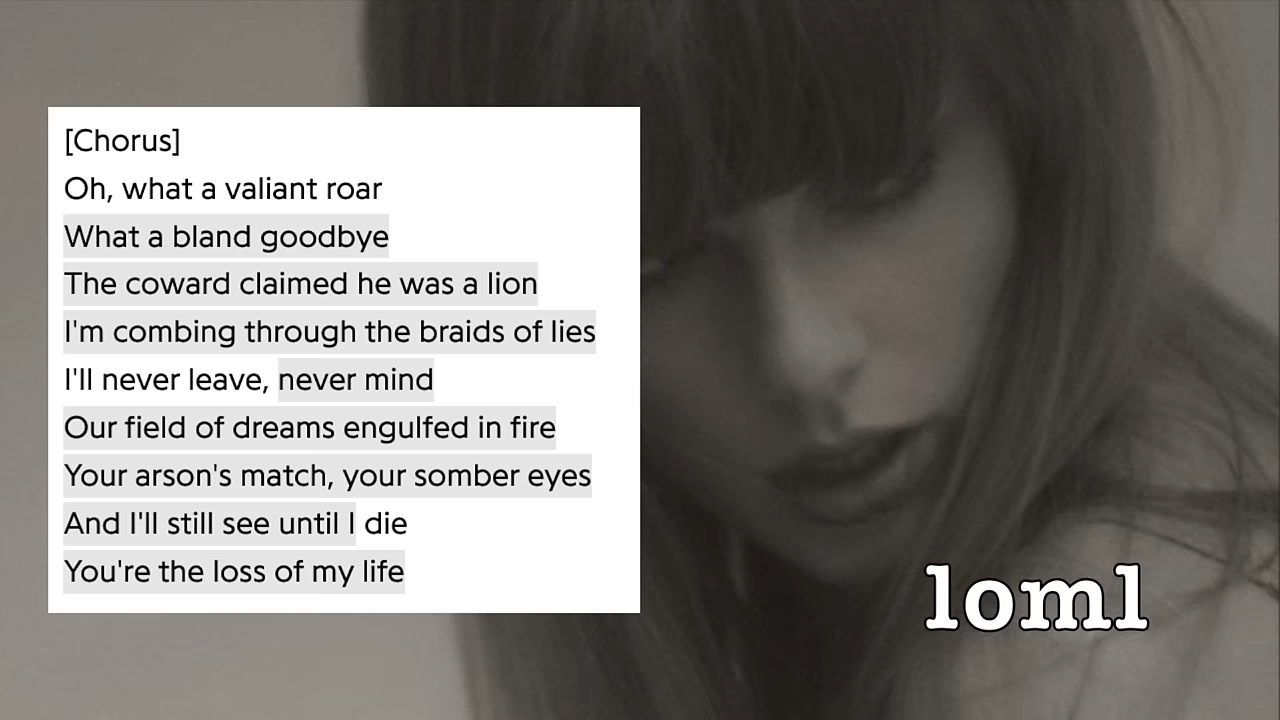 [Chorus]
Oh, what a valiant roar
What a bland goodbye
The coward claimed he was a lion
I'm combing through the braids of lies
I'll never leave, never mind
Our field of dreams engulfed in fire
Your arson's match, your somber eyes
And I'll still see until I die
You're the loss of my life
loml